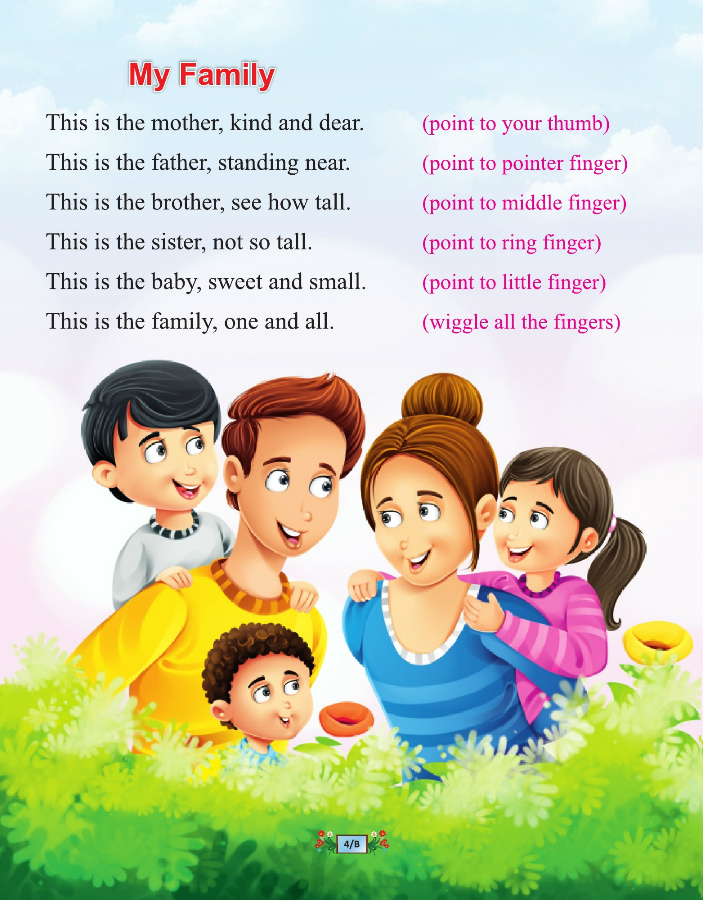 My Family
This is the mother, kind and dear. (point to your thumb)
This is the father, standing near. (point to pointer finger)
This is the brother, see how tall. (point to middle finger)
This is the sister, not so tall. (point to ring finger)
This is the baby, sweet and small. (point to little finger)
This is the family, one and all. (wiggle all the fingers)
4/B